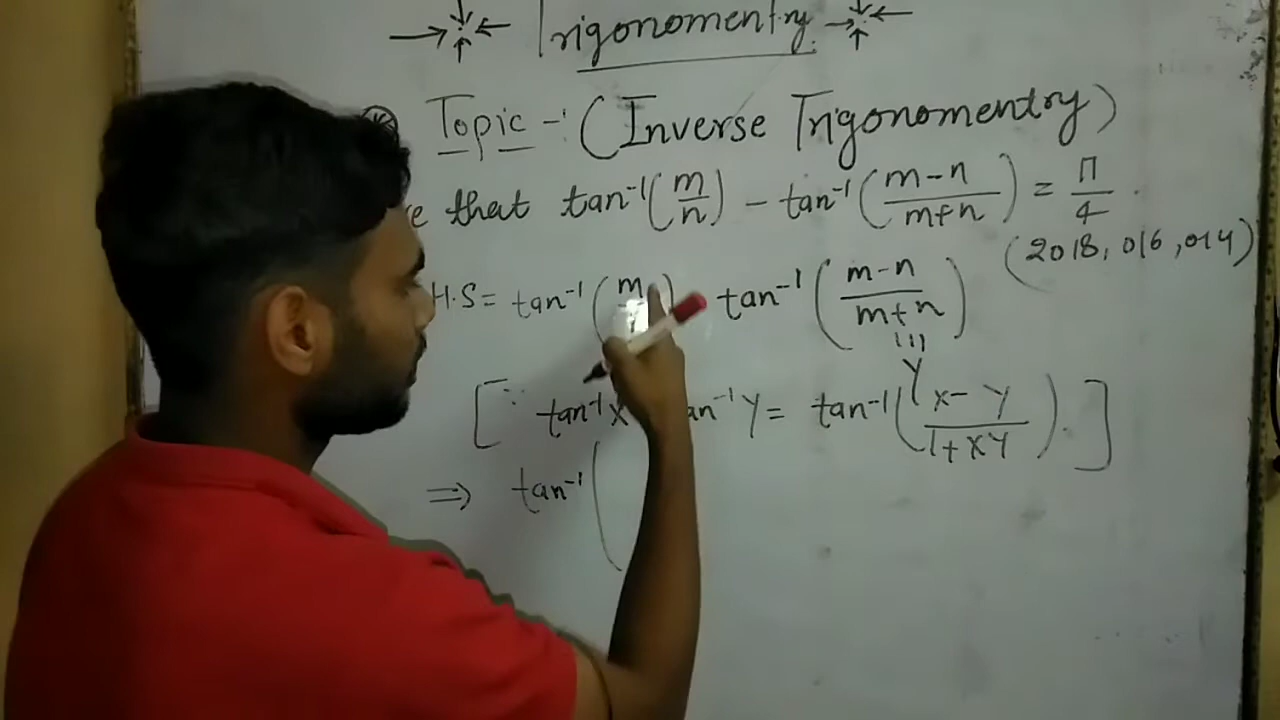 Trigonomentry
Topic -: (Inverse Trigonomentry)
that tan⁻¹(m/n) - tan⁻¹(m-n/m+n) = π/4 .
(2018, 016, 014)
H.S = tan⁻¹(m tan⁻¹(m-n/m+n)
[∵ tan⁻¹x tan⁻¹y = tan⁻¹(x-y/1+xy).]
y
⇒ tan⁻¹(